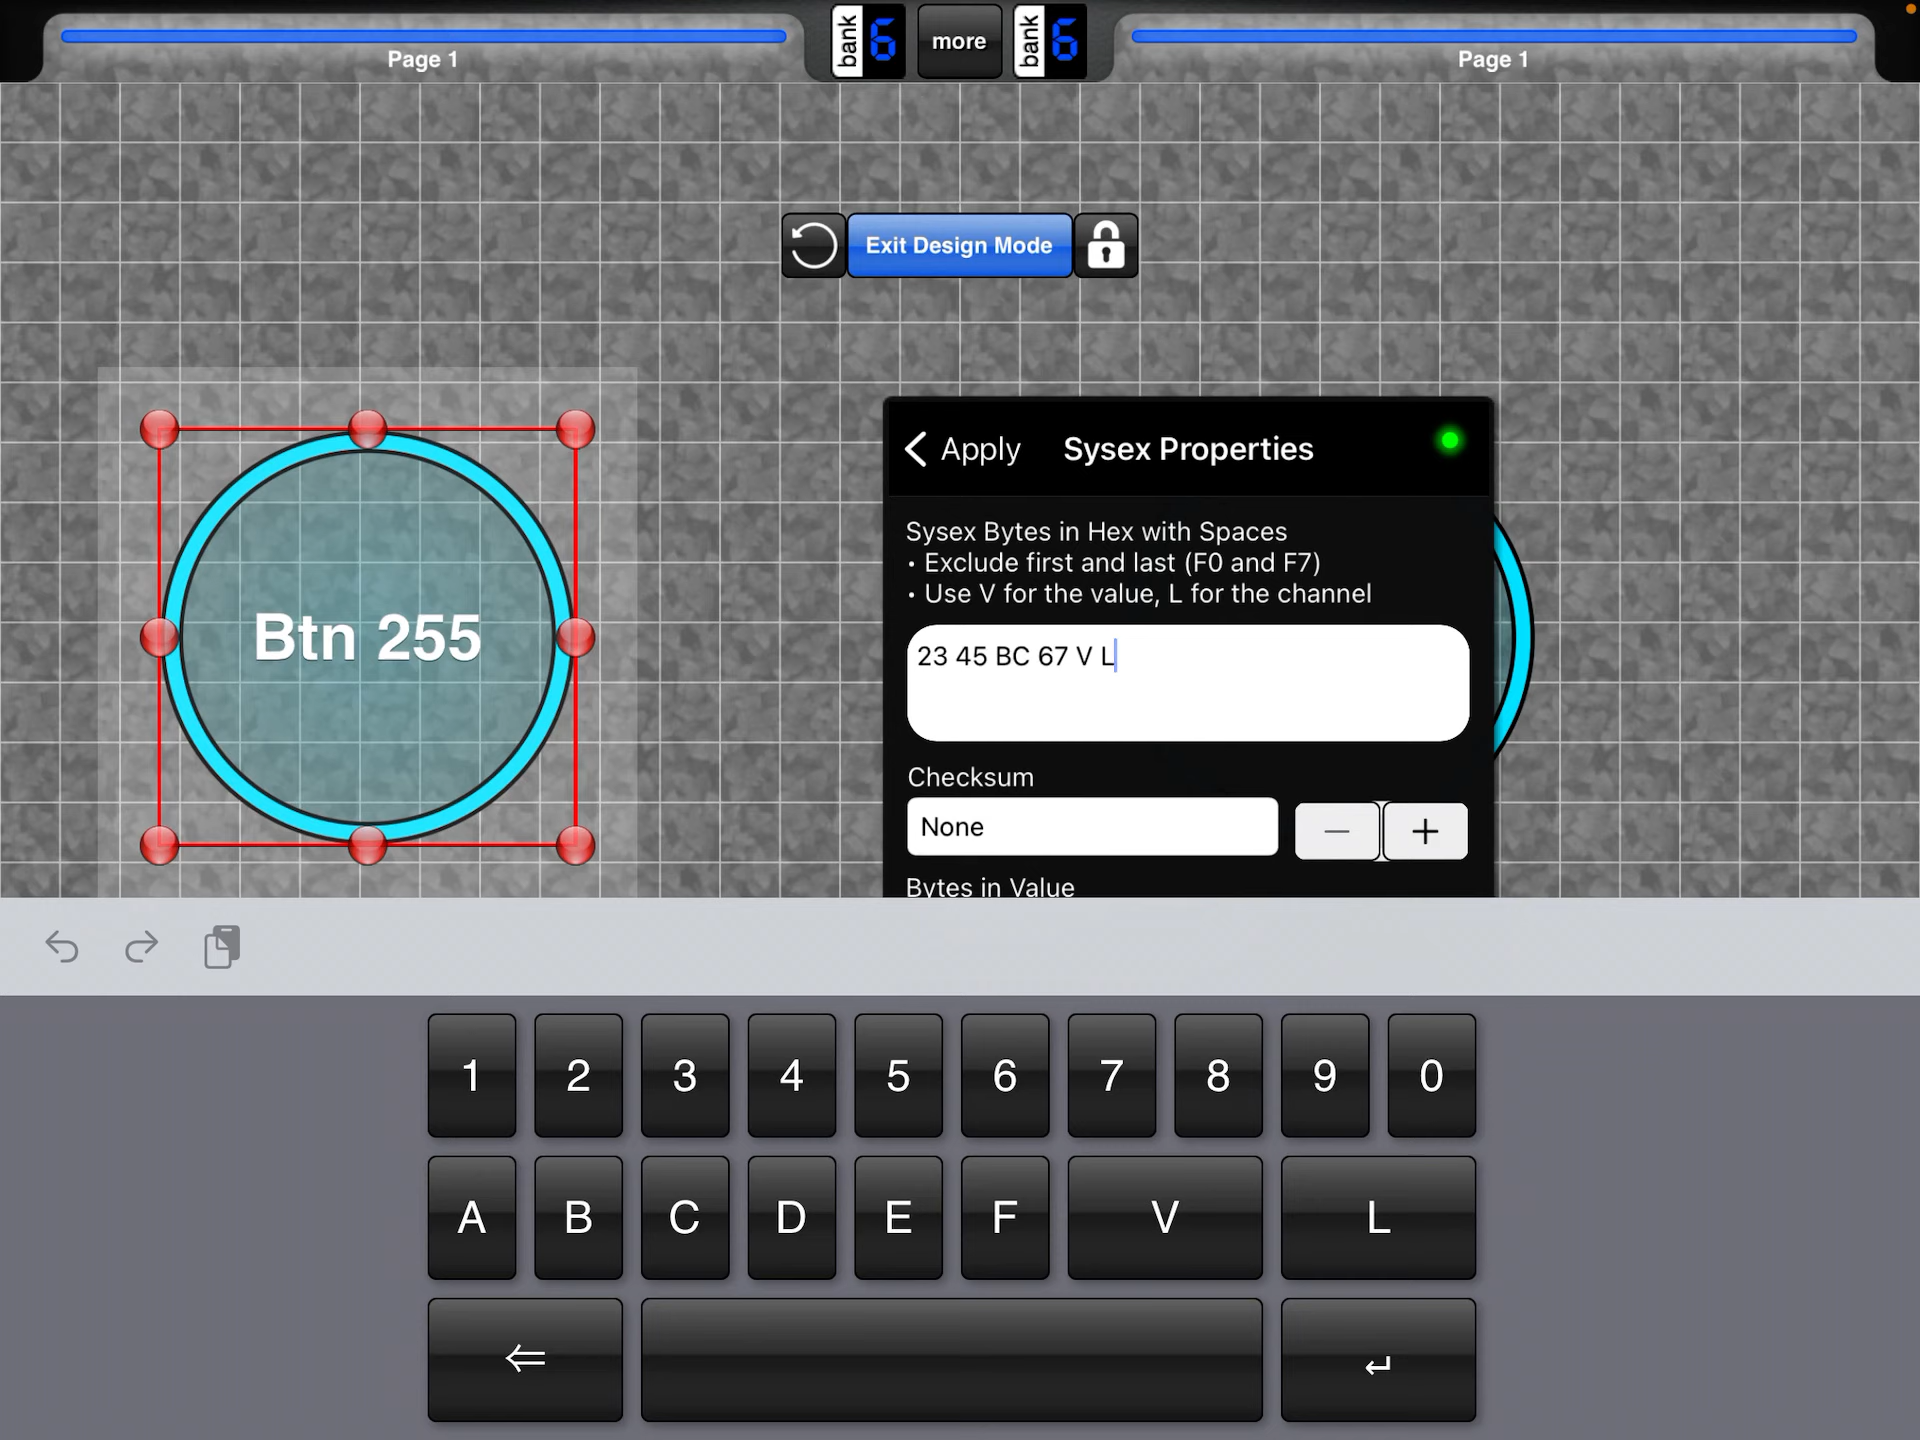 Page 1
bank 6
more
bank 6
Page 1
Exit Design Mode
Apply
Sysex Properties
Sysex Bytes in Hex with Spaces
• Exclude first and last (F0 and F7)
• Use V for the value, L for the channel
Btn 255
23 45 BC 67 V L
Checksum
None
− +
Bytes in Value
1 2 3 4 5 6 7 8 9 0
A B C D E F V L